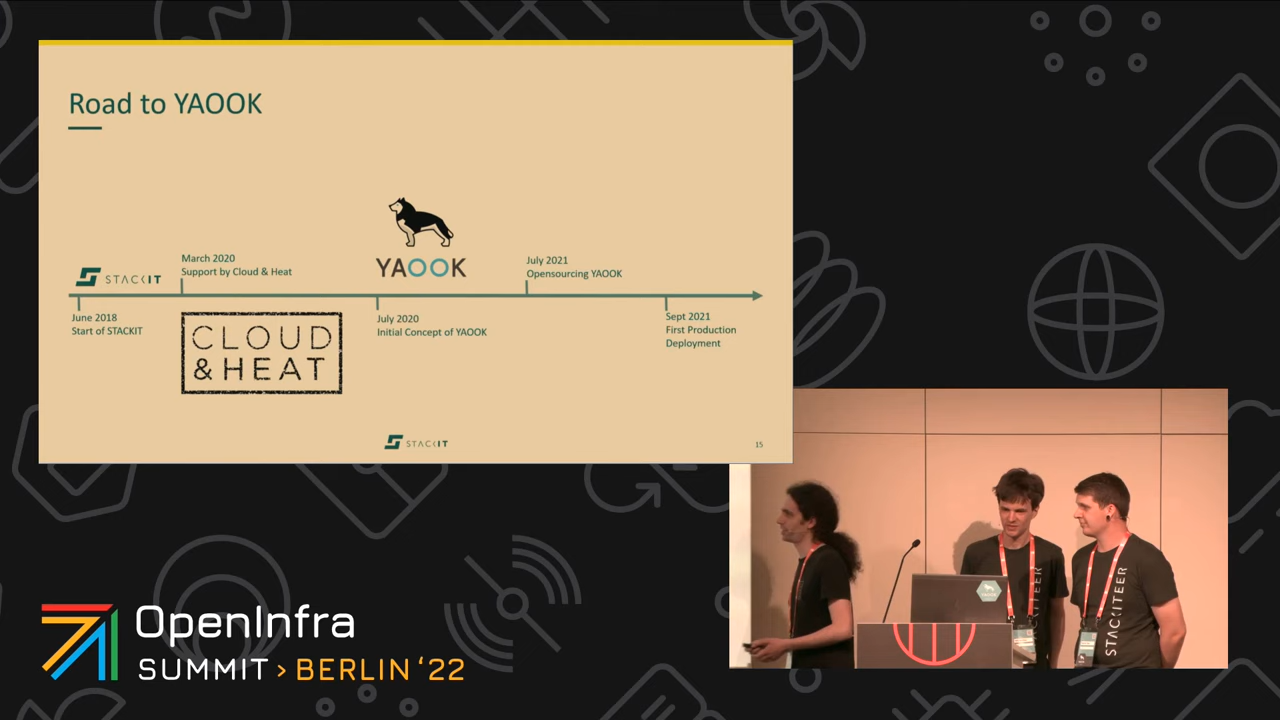 Road to YAOOK
YAOOK
March 2020
Support by Cloud & Heat
July 2021
Opensourcing YAOOK
STACKIT
June 2018
Start of STACKIT
CLOUD
& HEAT
July 2020
Initial Concept of YAOOK
Sept 2021
First Production
Deployment
STACKIT
15
STACKITEER
OpenInfra
SUMMIT > BERLIN '22